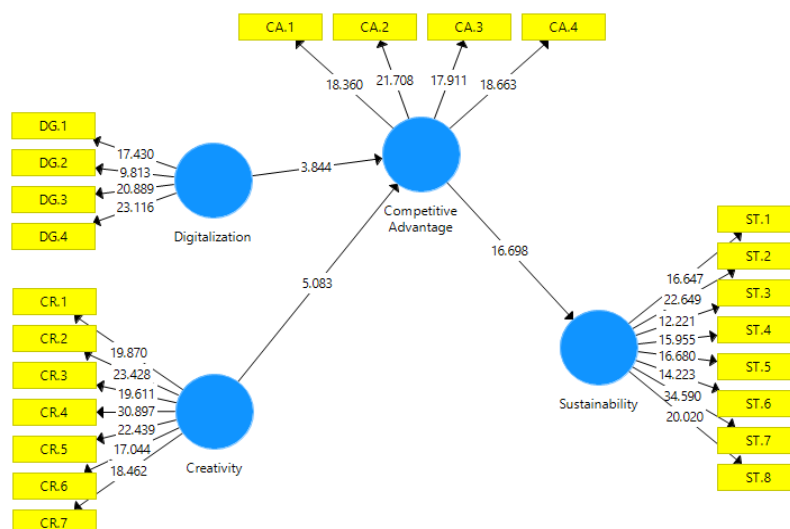 CA.1
CA.2
CA.3
CA.4
18.360
21.708
17.911
18.663
DG.1
DG.2
DG.3
DG.4
17.430
9.813
20.889
23.116
Digitalization
3.844
Competitive
Advantage
5.083
16.698
CR.1
CR.2
CR.3
CR.4
CR.5
CR.6
CR.7
19.870
23.428
19.611
30.897
22.439
17.044
18.462
Creativity
Sustainability
16.647
22.649
12.221
15.955
16.680
14.223
34.590
20.020
ST.1
ST.2
ST.3
ST.4
ST.5
ST.6
ST.7
ST.8